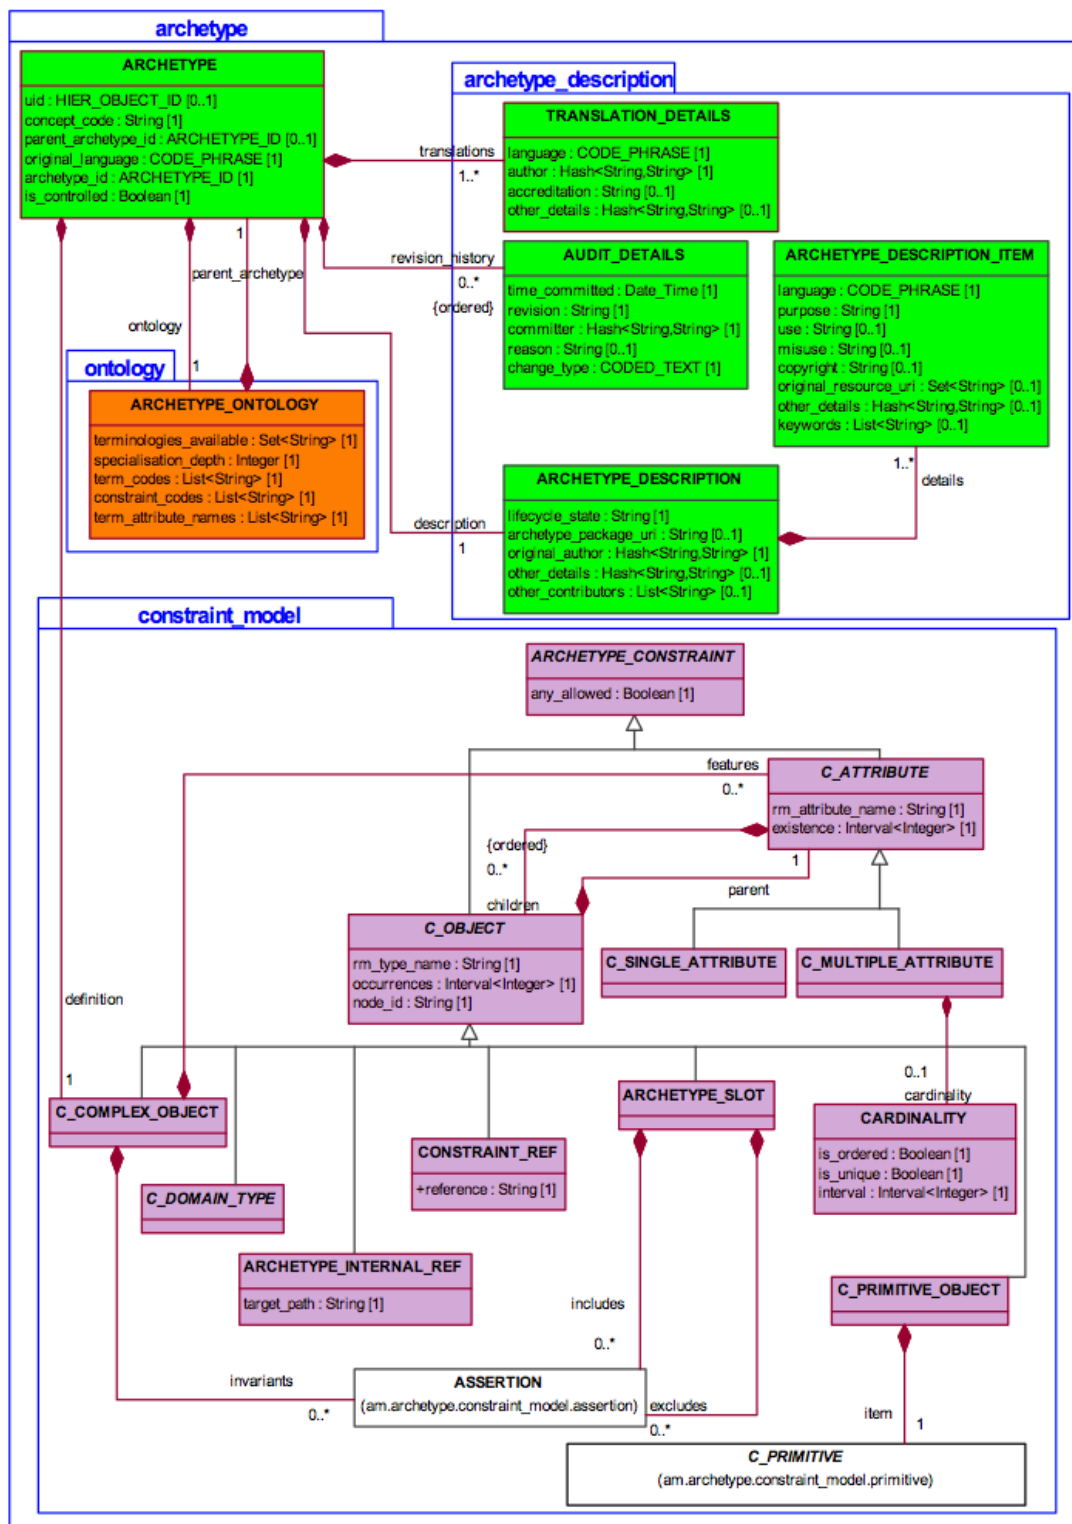 archetype
ARCHETYPE
uid : HIER_OBJECT_ID [0..1]
concept_code : String [1]
parent_archetype_id : ARCHETYPE_ID [0..1]
original_language : CODE_PHRASE [1]
archetype_id : ARCHETYPE_ID [1]
is_controlled : Boolean [1]
archetype_description
TRANSLATION_DETAILS
language : CODE_PHRASE [1]
author : Hash<String,String> [1]
accreditation : String [0..1]
other_details : Hash<String,String> [0..1]
translations
1..*
revision_history
0..*
{ordered}
AUDIT_DETAILS
time_committed : Date_Time [1]
revision : String [1]
committer : Hash<String,String> [1]
reason : String [0..1]
change_type : CODED_TEXT [1]
ARCHETYPE_DESCRIPTION_ITEM
language : CODE_PHRASE [1]
purpose : String [1]
use : String [0..1]
misuse : String [0..1]
copyright : String [0..1]
original_resource_uri : Set<String> [0..1]
other_details : Hash<String,String> [0..1]
keywords : List<String> [0..1]
1
parent_archetype
ontology
1
ontology
ARCHETYPE_ONTOLOGY
terminologies_available : Set<String> [1]
specialisation_depth : Integer [1]
term_codes : List<String> [1]
constraint_codes : List<String> [1]
term_attribute_names : List<String> [1]
1..*
details
description
1
ARCHETYPE_DESCRIPTION
lifecycle_state : String [1]
archetype_package_uri : String [0..1]
original_author : Hash<String,String> [1]
other_details : Hash<String,String> [0..1]
other_contributors : List<String> [0..1]
constraint_model
ARCHETYPE_CONSTRAINT
any_allowed : Boolean [1]
features
0..*
C_ATTRIBUTE
rm_attribute_name : String [1]
existence : Interval<Integer> [1]
{ordered}
0..*
children
1
parent
C_OBJECT
rm_type_name : String [1]
occurrences : Interval<Integer> [1]
node_id : String [1]
C_SINGLE_ATTRIBUTE
C_MULTIPLE_ATTRIBUTE
definition
1
0..1
cardinality
C_COMPLEX_OBJECT
ARCHETYPE_SLOT
CARDINALITY
is_ordered : Boolean [1]
is_unique : Boolean [1]
interval : Interval<Integer> [1]
CONSTRAINT_REF
+reference : String [1]
C_DOMAIN_TYPE
ARCHETYPE_INTERNAL_REF
target_path : String [1]
C_PRIMITIVE_OBJECT
includes
0..*
invariants
0..*
ASSERTION
(am.archetype.constraint_model.assertion)
excludes
0..*
item
1
C_PRIMITIVE
(am.archetype.constraint_model.primitive)